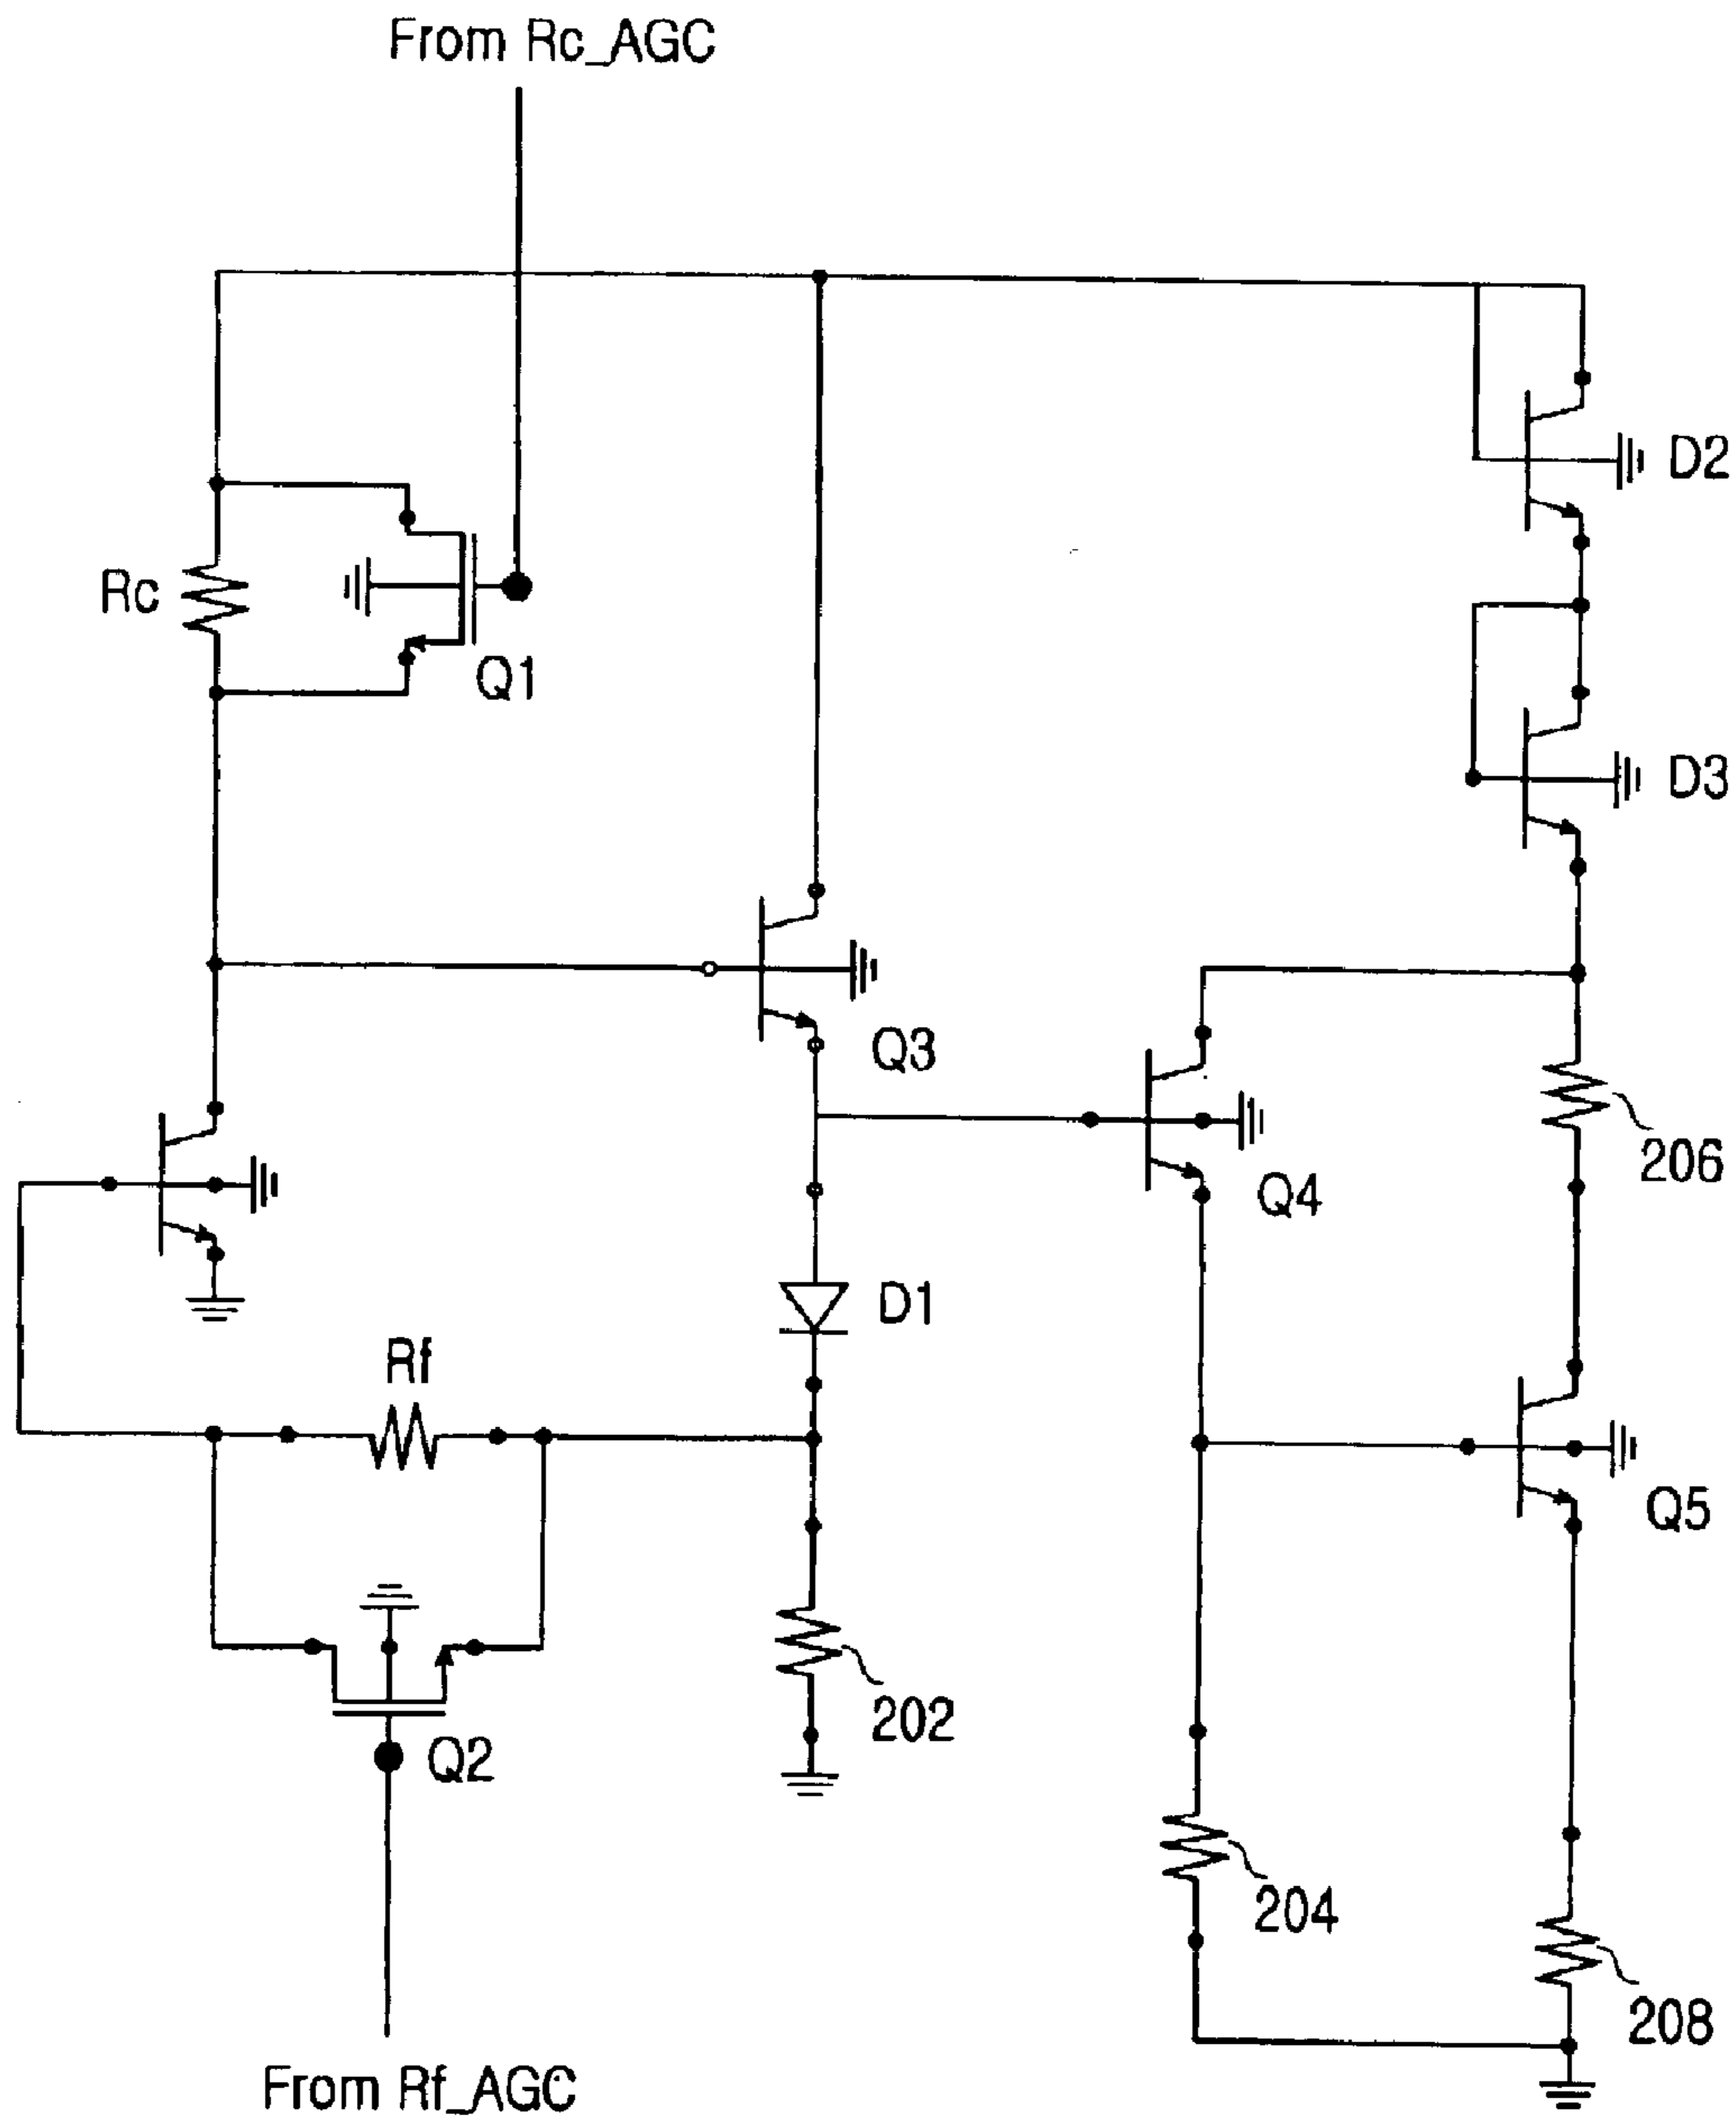 From Rc_AGC
D2
Rc
Q1
D3
Q3
206
Q4
D1
Rf
Q5
202
Q2
204
208
From Rf_AGC